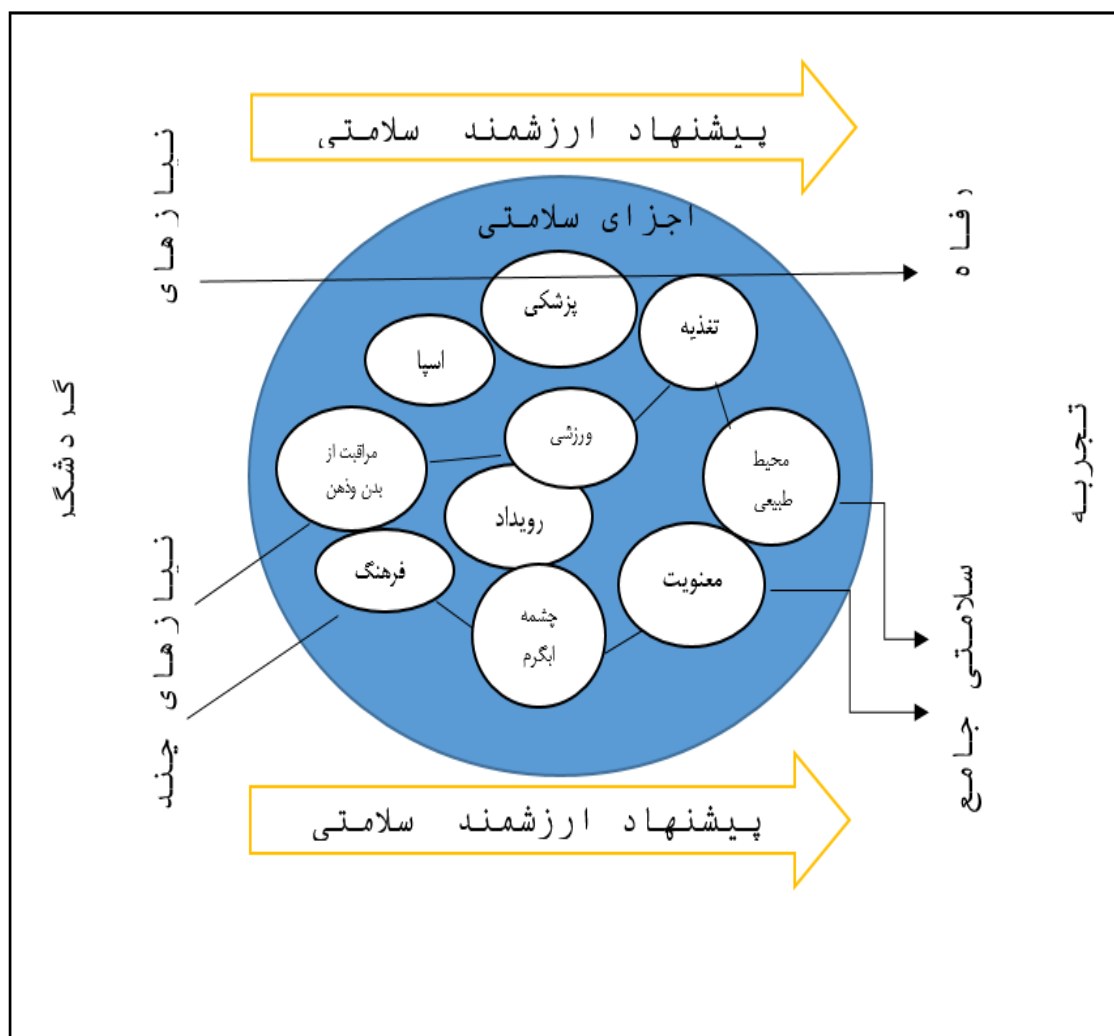 پیشنهاد ارزشمند سلامتی
نیازهای
رفاه
اجزای سلامتی
پزشکی
تغذیه
اسپا
گردشگر
تجربه
ورزشی
مراقبت از
بدن وذهن
محیط
طبیعی
رویداد
فرهنگ
معنویت
چشمه
ابگرم
نیازهای چند
سلامتی جامع
پیشنهاد ارزشمند سلامتی